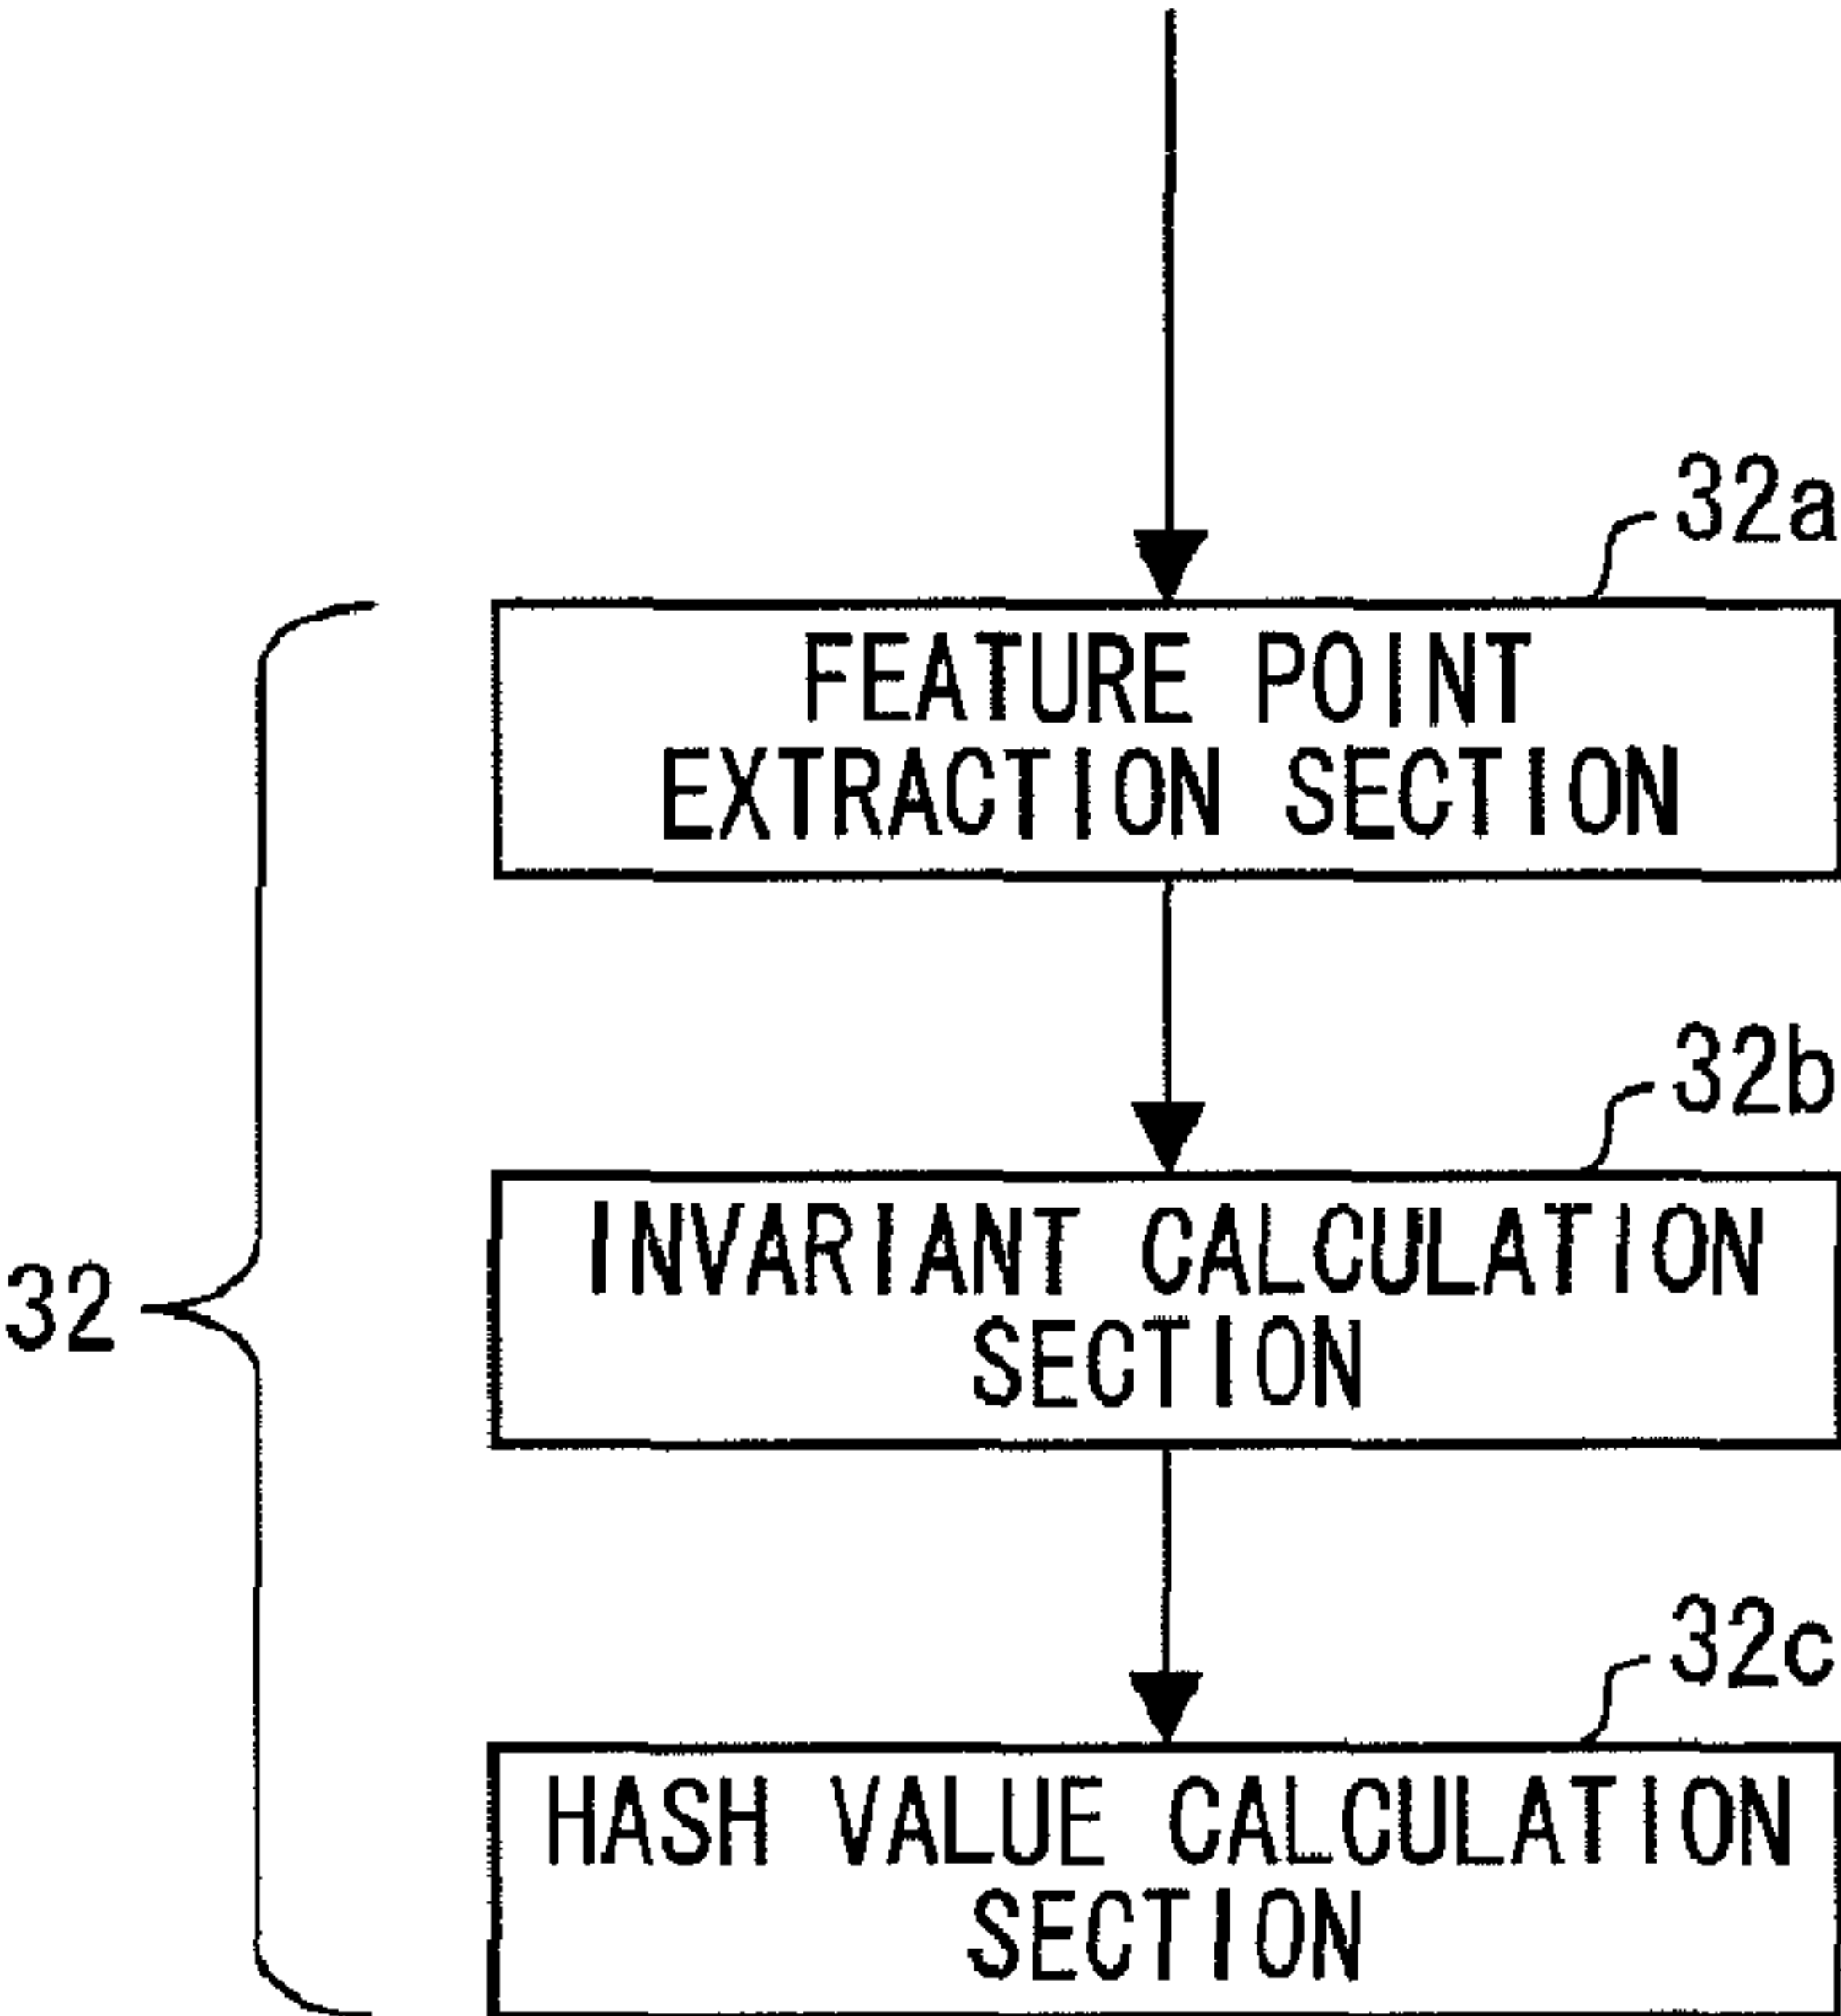 32a
FEATURE POINT
EXTRACTION SECTION
32b
INVARIANT CALCULATION
32
SECTION
32c
HASH VALUE CALCULATION
SECTION